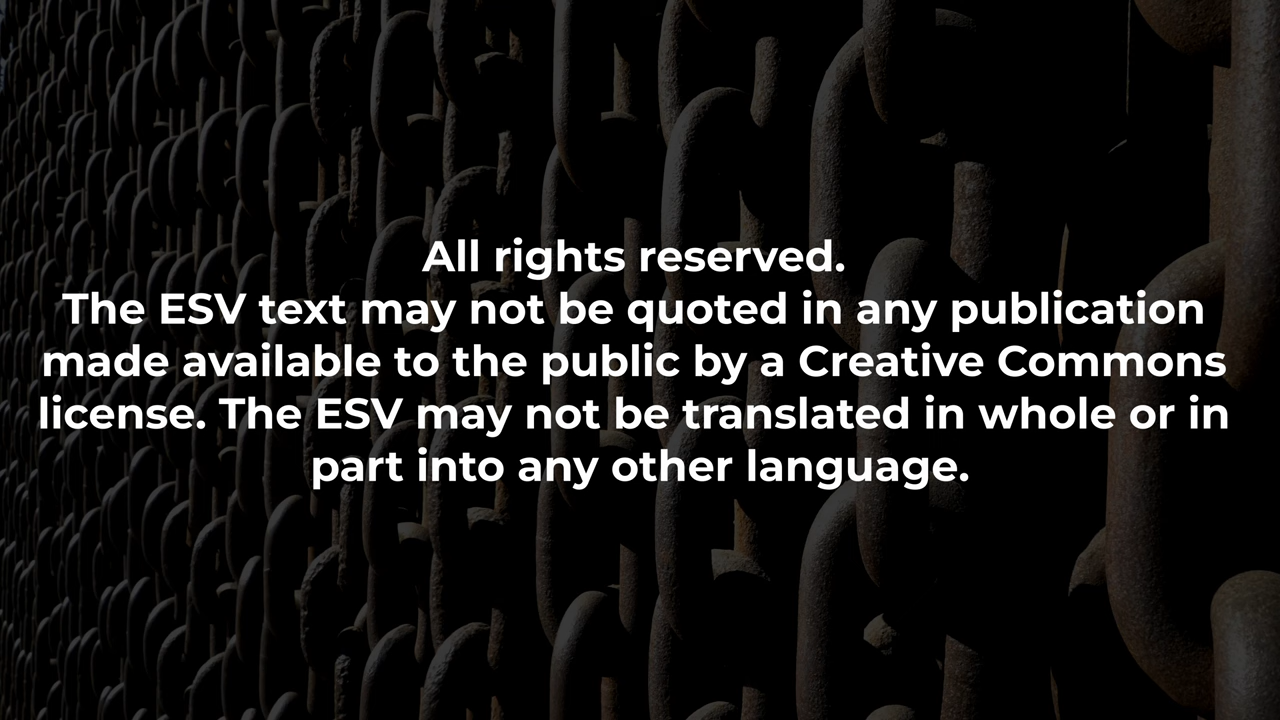 All rights reserved.
The ESV text may not be quoted in any publication
made available to the public by a Creative Commons
license. The ESV may not be translated in whole or in
part into any other language.